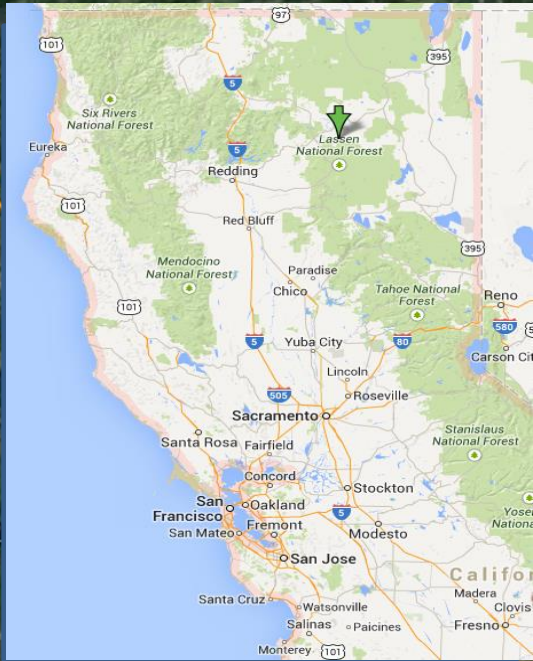 97
101
395
5
Six Rivers
National Forest
Lassen
National Forest
Eureka
5
Redding
101
Red Bluff
395
Mendocino
National Forest
Paradise
Chico
Tahoe National
Forest
Reno
101
580
5
Yuba City
80
Carson Cit
Lincoln
505
Roseville
Sacramento
Stanislaus
National Forest
Santa Rosa
Fairfield
Concord
Stockton
San
Francisco
Oakland
5
Yosen
Nationa
San Mateo
Fremont
Modesto
San Jose
Califor
Madera
Santa Cruz
Watsonville
Clovis
Salinas
Paicines
Fresno
Monterey
101